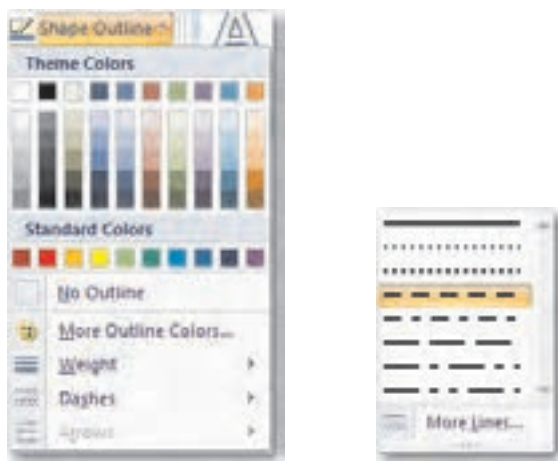 Shape Outline
Theme Colors
Standard Colors
No Outline
More Outline Colors...
Weight
Dashes
Arrows
More Lines...